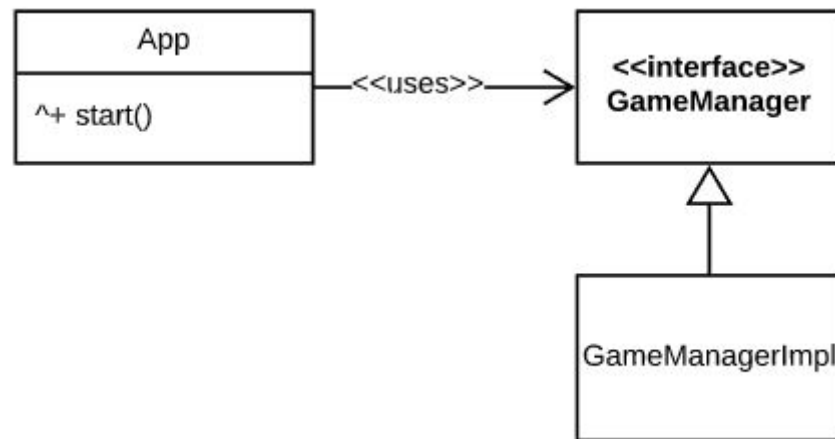 App
^+ start()
<<uses>>
<<interface>>
GameManager
GameManagerImpl